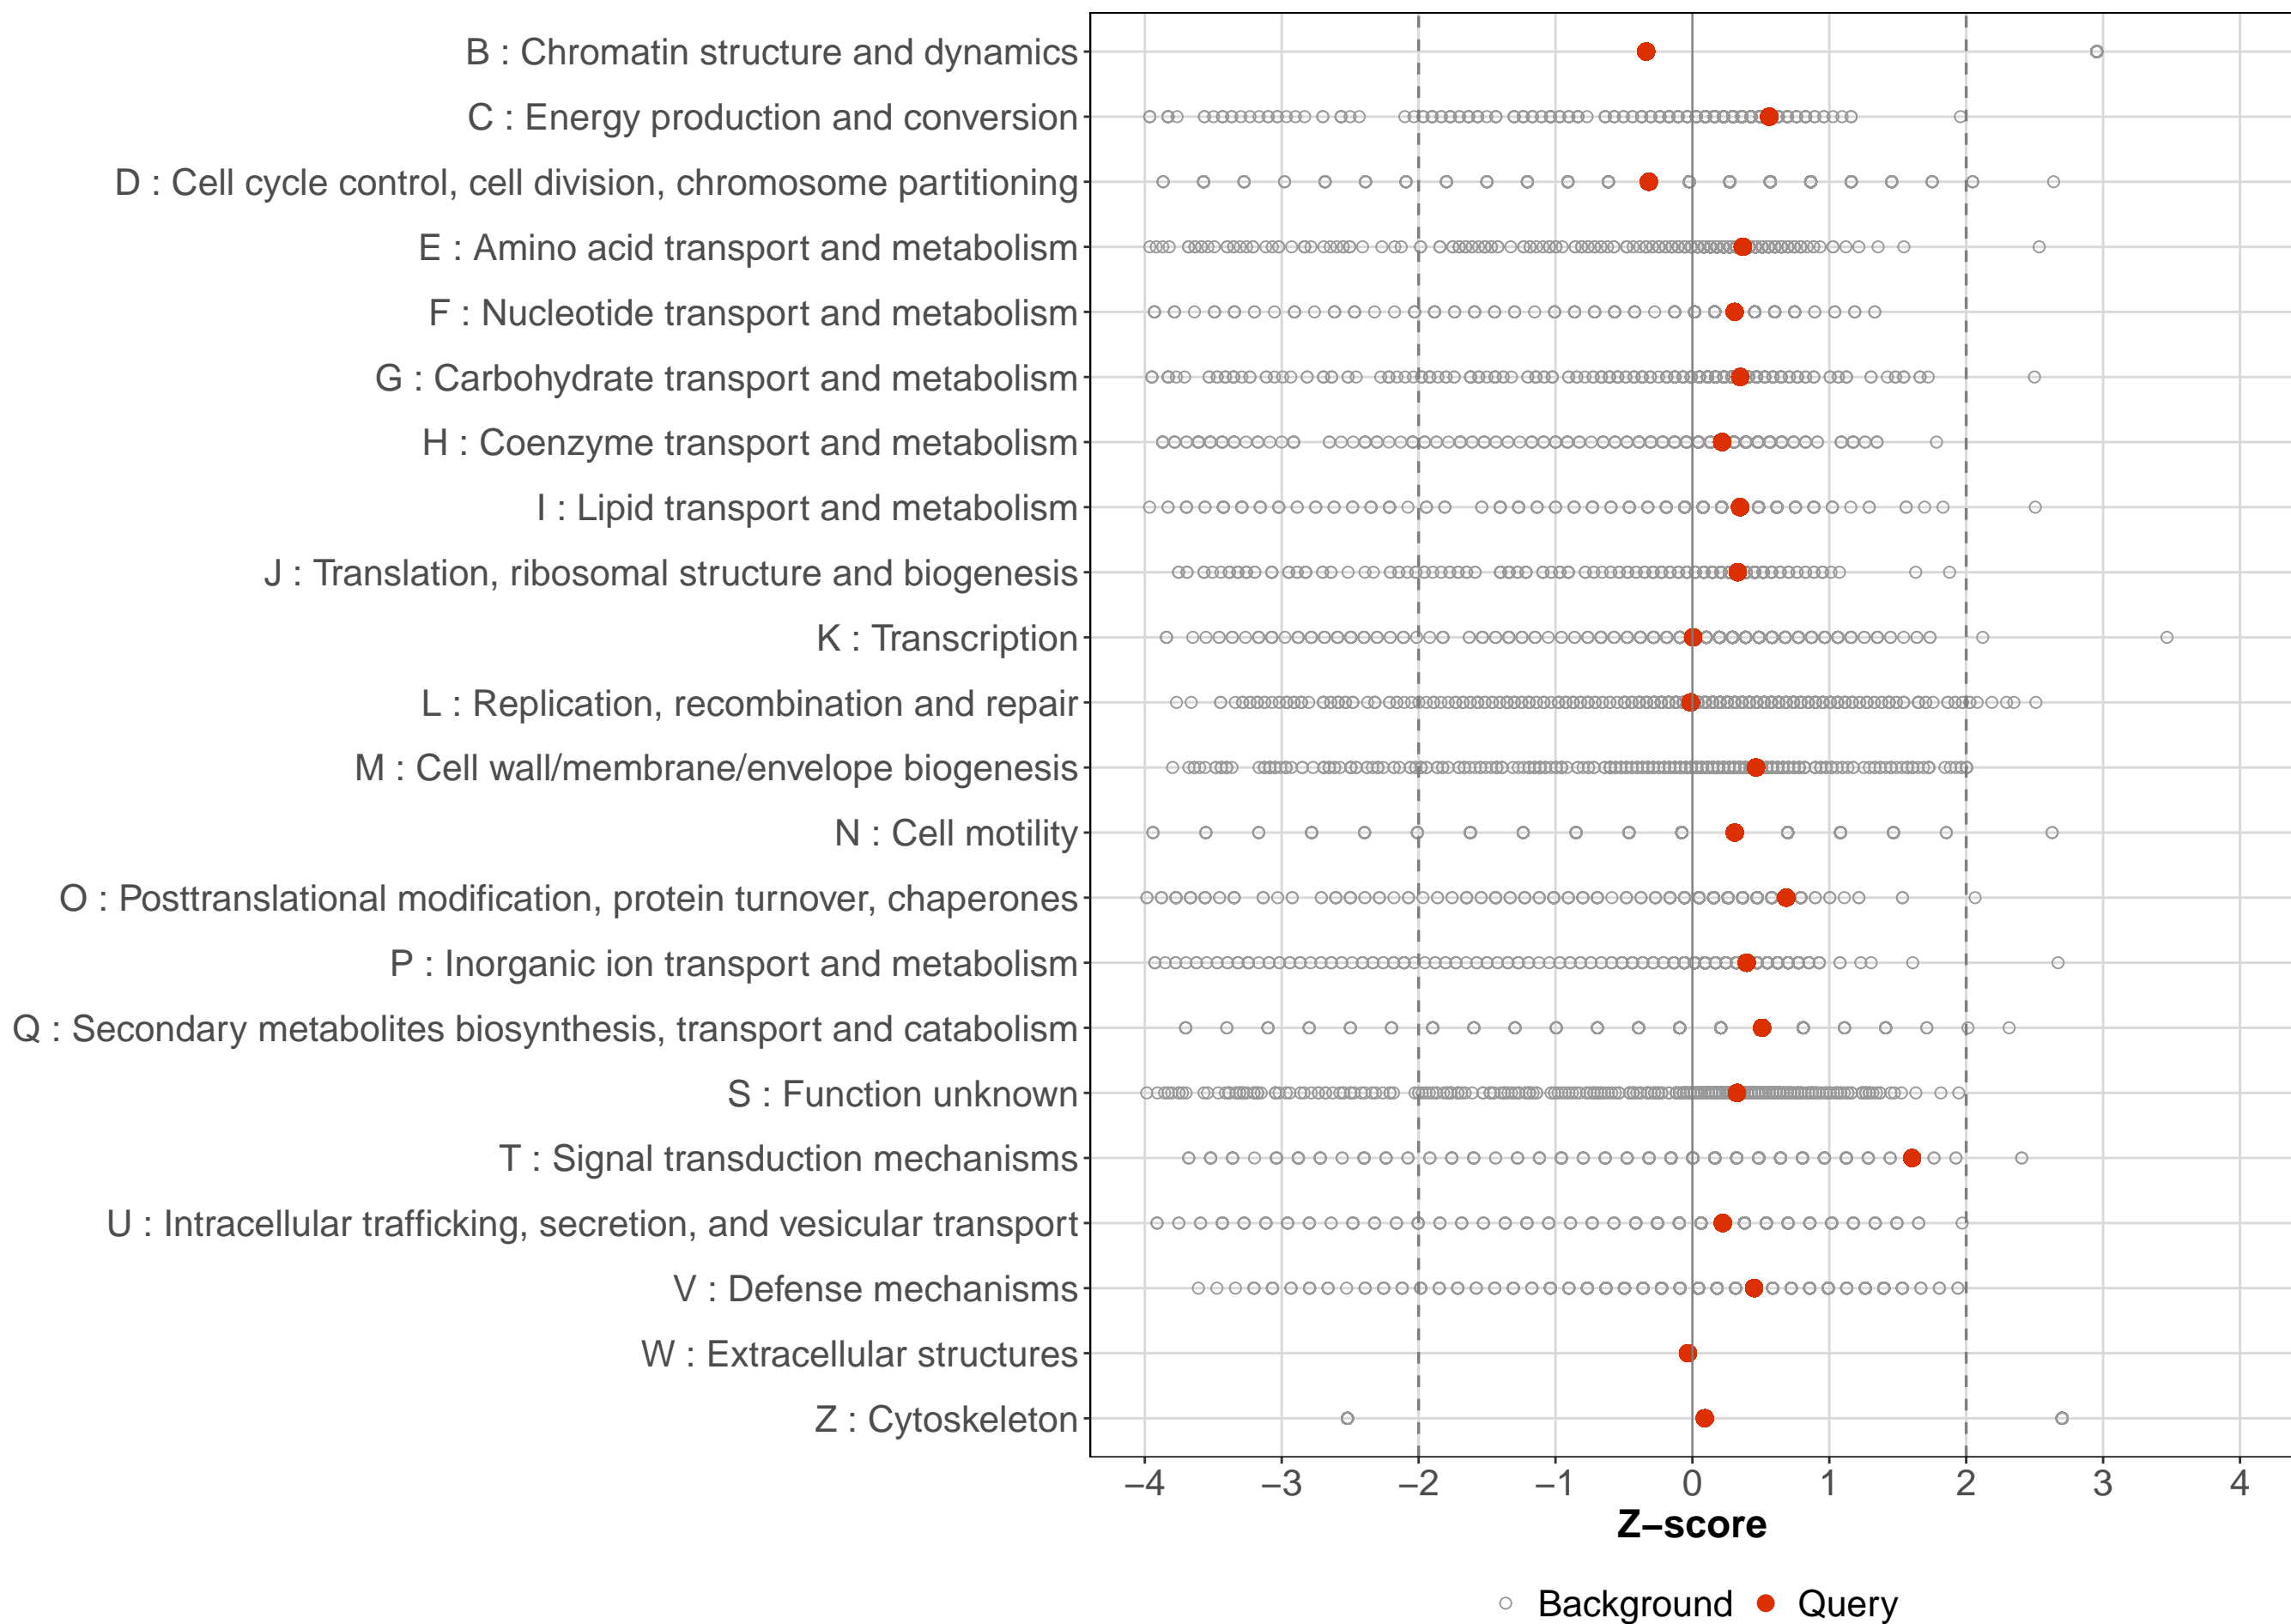 B : Chromatin structure and dynamics
C : Energy production and conversion
D : Cell cycle control, cell division, chromosome partitioning
E : Amino acid transport and metabolism
F : Nucleotide transport and metabolism
G : Carbohydrate transport and metabolism
H : Coenzyme transport and metabolism
I : Lipid transport and metabolism
J : Translation, ribosomal structure and biogenesis
K : Transcription
L : Replication, recombination and repair
M : Cell wall/membrane/envelope biogenesis
N : Cell motility
O : Posttranslational modification, protein turnover, chaperones
P : Inorganic ion transport and metabolism
Q : Secondary metabolites biosynthesis, transport and catabolism
S : Function unknown
T : Signal transduction mechanisms
U : Intracellular trafficking, secretion, and vesicular transport
V : Defense mechanisms
W : Extracellular structures
Z : Cytoskeleton
−4 −3 −2 −1 0 1 2 3 4
Z−score
Background Query